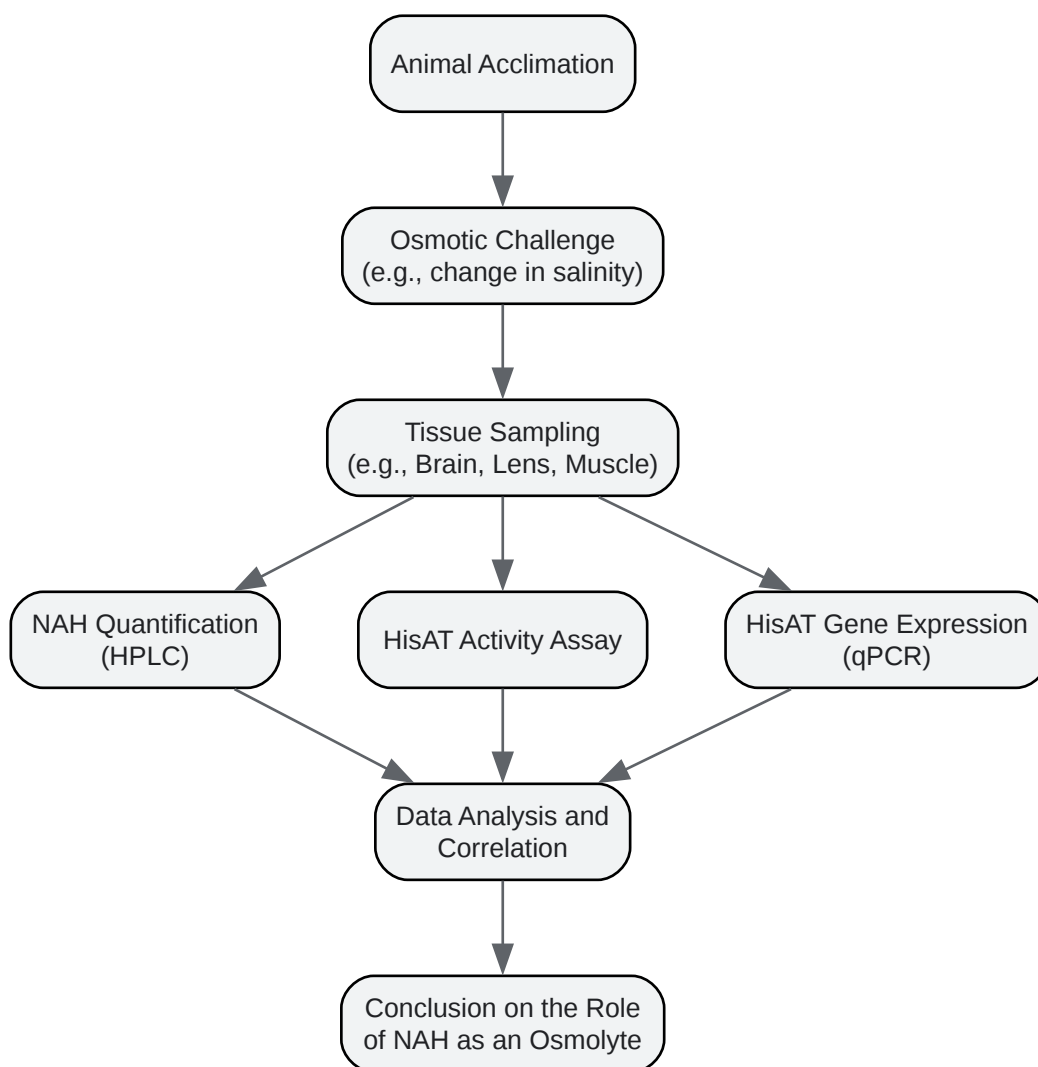 Animal Acclimation
Osmotic Challenge
(e.g., change in salinity)
Tissue Sampling
(e.g., Brain, Lens, Muscle)
NAH Quantification
(HPLC)
HisAT Activity Assay
HisAT Gene Expression
(qPCR)
Data Analysis and
Correlation
Conclusion on the Role
of NAH as an Osmolyte